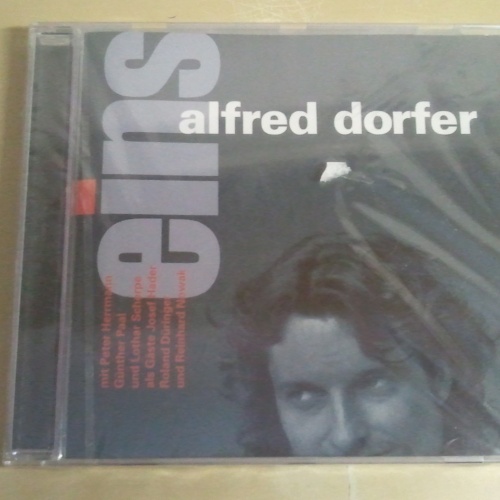 eins
alfred dorfer
mit Peter Herrmann
Günther Paal
und Lothar Scherpe
als Gäste Josef Hader
Roland Düringer
und Reinhard Nowak